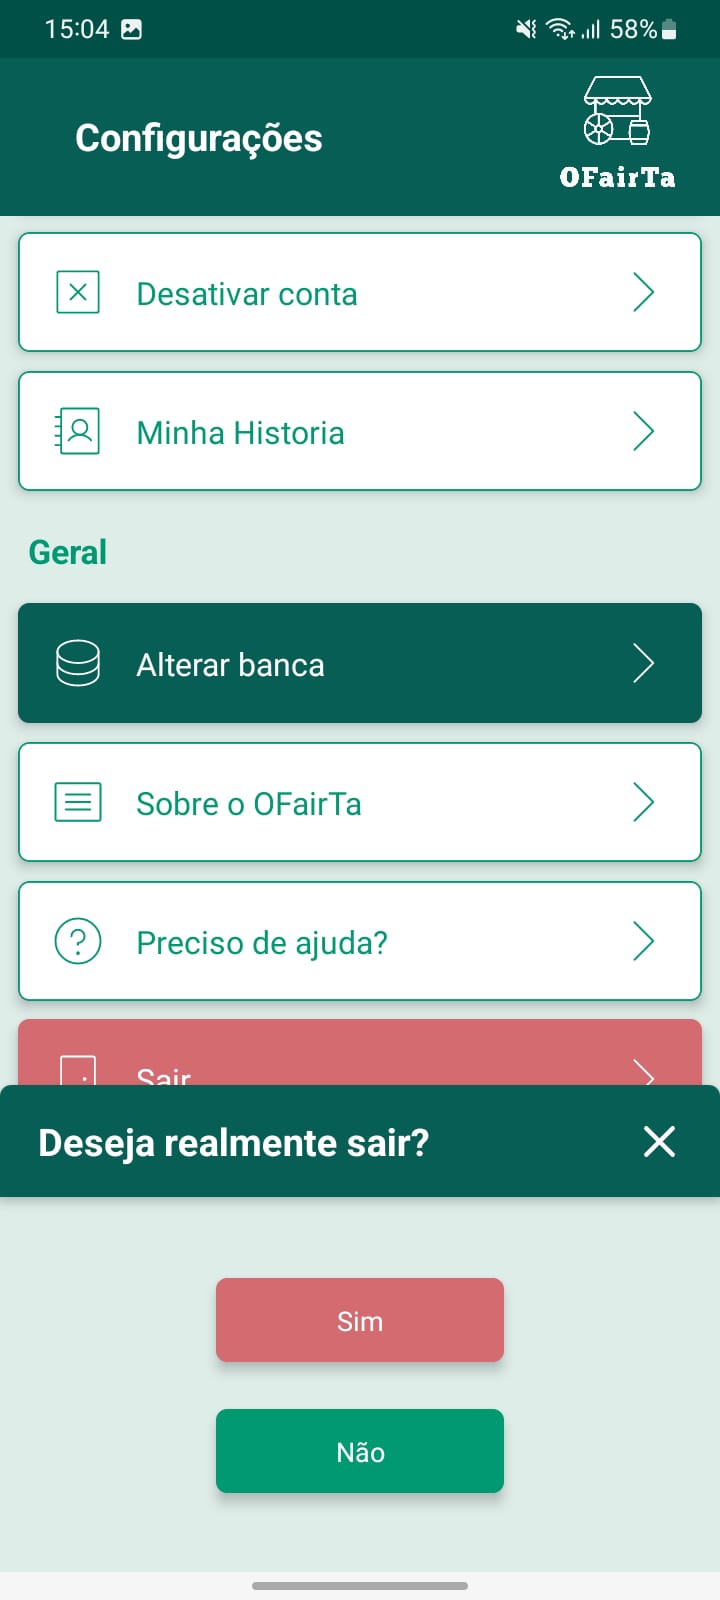 15:04 58%
Configurações
OFairTa
Desativar conta
Minha Historia
Geral
Alterar banca
Sobre o OFairTa
Preciso de ajuda?
Sair
Deseja realmente sair?
Sim
Não